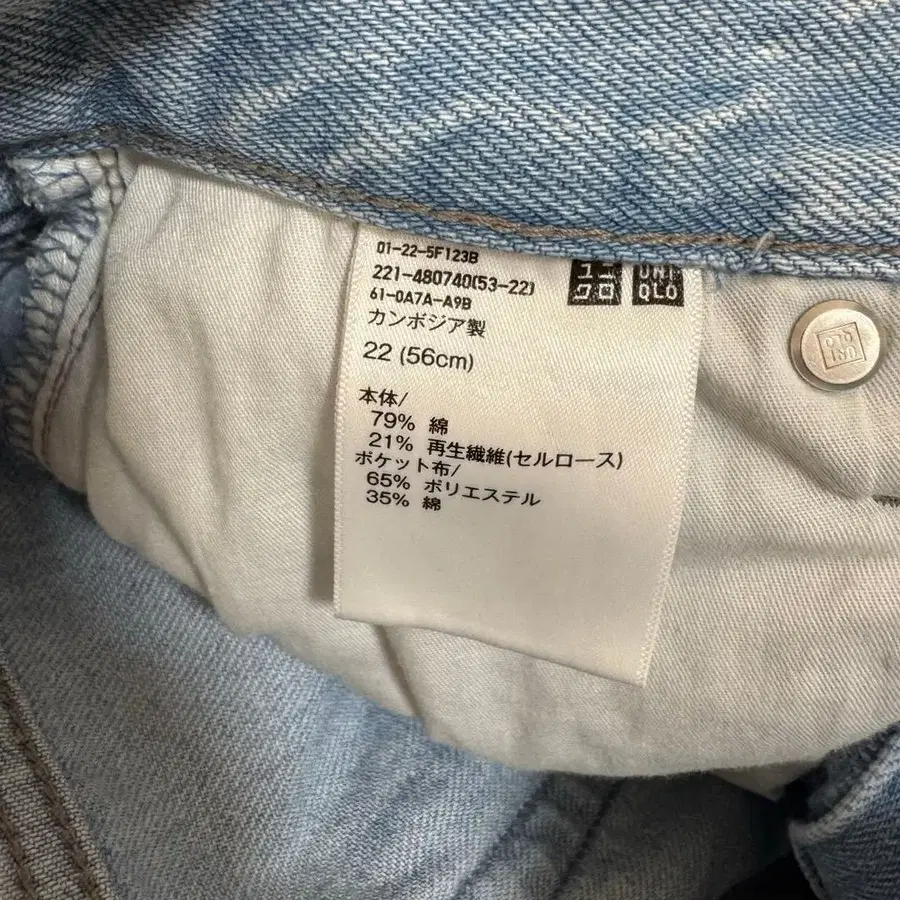 01-22-5F123B
221-480740(53-22)
61-0A7A-A9B
カンボジア製
22 (56cm)
ユニ
クロ
UNI
QLO
本体/
79% 綿
21% 再生繊維(セルロース)
ポケット布/
65% ポリエステル
35% 綿